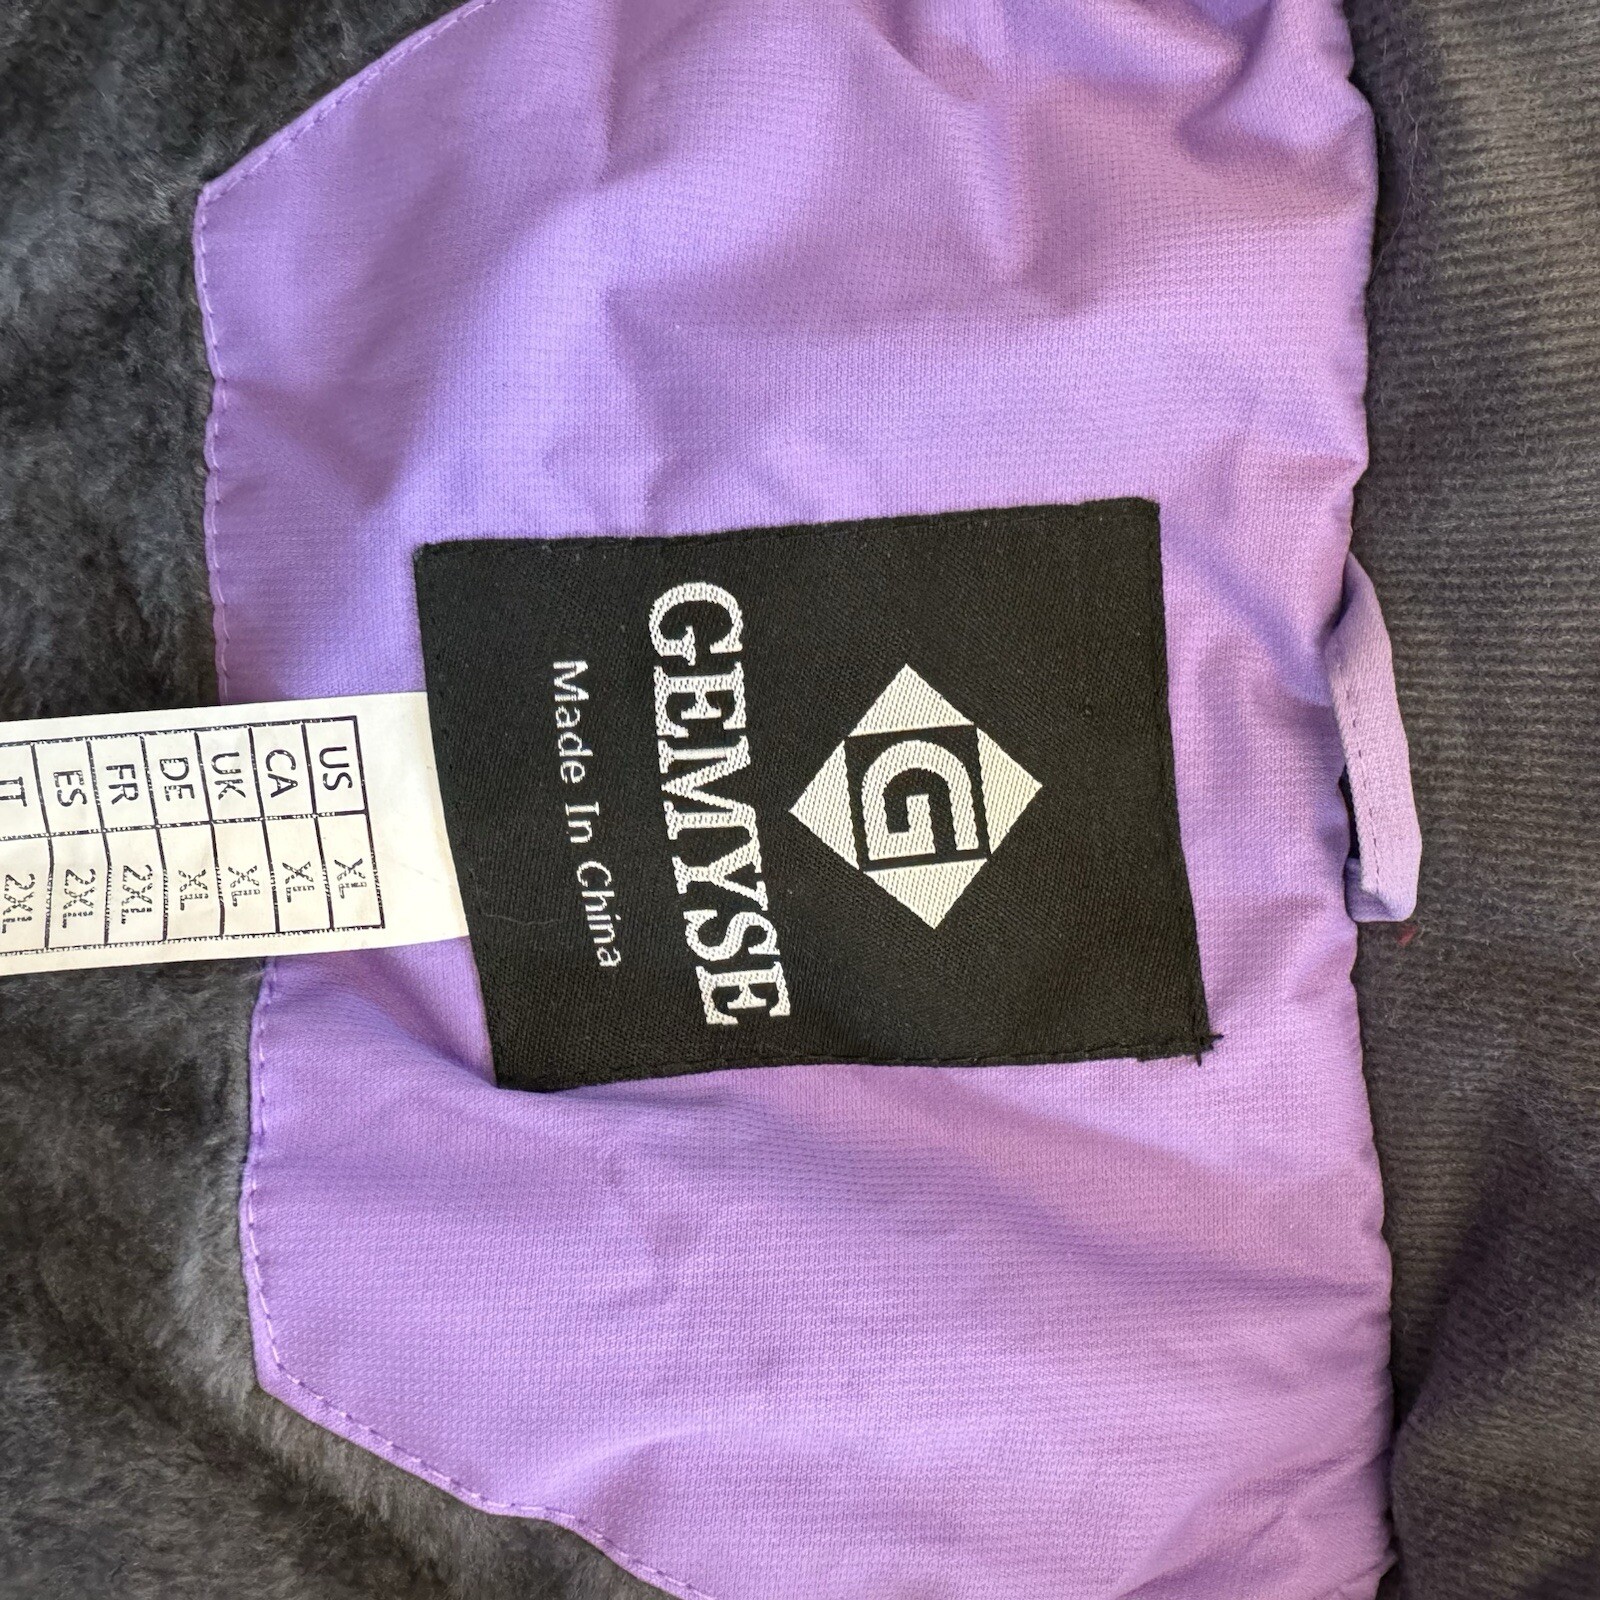 G
GEMYSE
Made In China
US XL
CA XL
UK XL
DE XL
FR 2XL
ES 2XL
IT 2XL